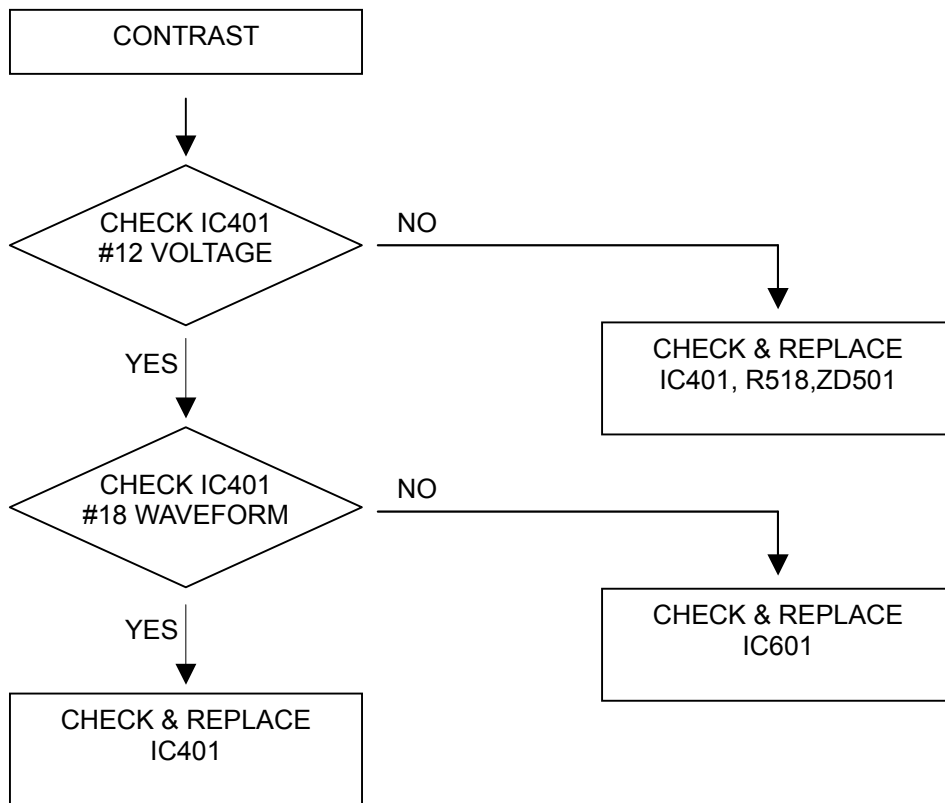 CONTRAST
CHECK IC401
#12 VOLTAGE
NO
YES
CHECK & REPLACE
IC401, R518,ZD501
CHECK IC401
#18 WAVEFORM
NO
YES
CHECK & REPLACE
IC601
CHECK & REPLACE
IC401